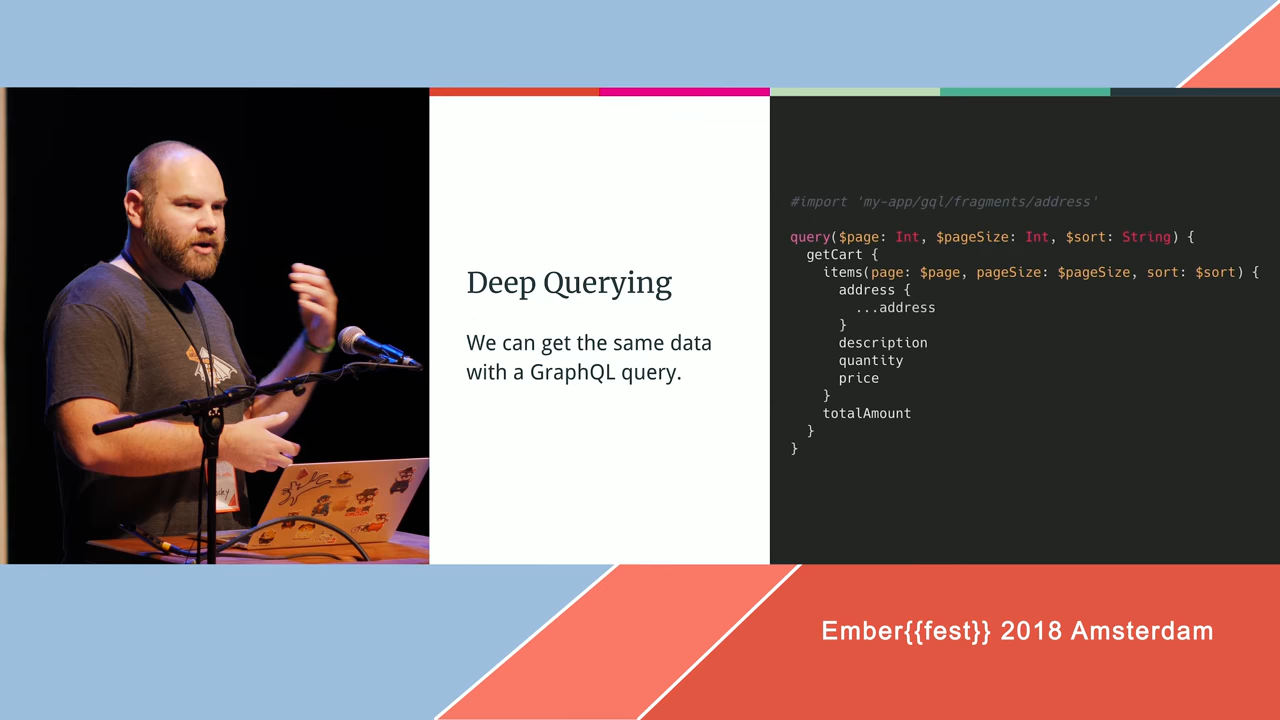 Deep Querying
We can get the same data
with a GraphQL query.
#import 'my-app/gql/fragments/address'
query($page: Int, $pageSize: Int, $sort: String) {
  getCart {
    items(page: $page, pageSize: $pageSize, sort: $sort) {
      address {
        ...address
      }
      description
      quantity
      price
    }
    totalAmount
  }
}
Ember{{fest}} 2018 Amsterdam